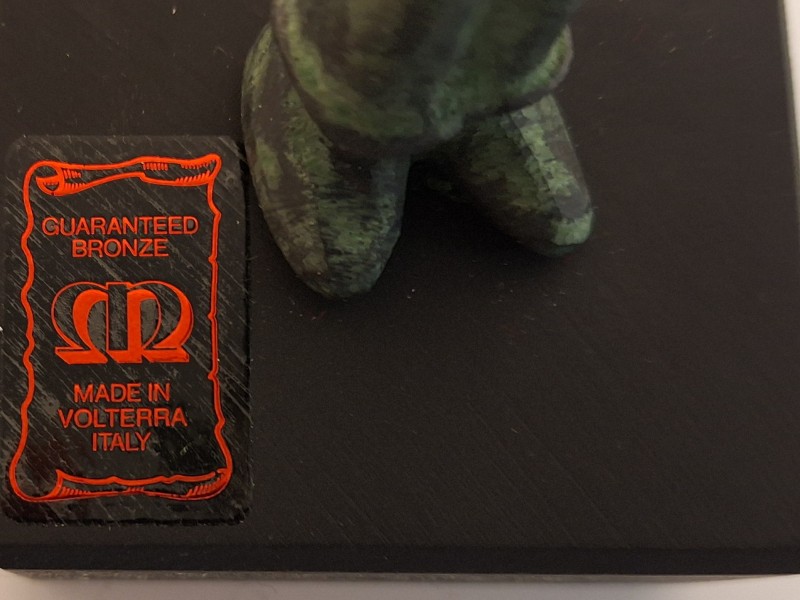 GUARANTEED
BRONZE
MADE IN
VOLTERRA
ITALY